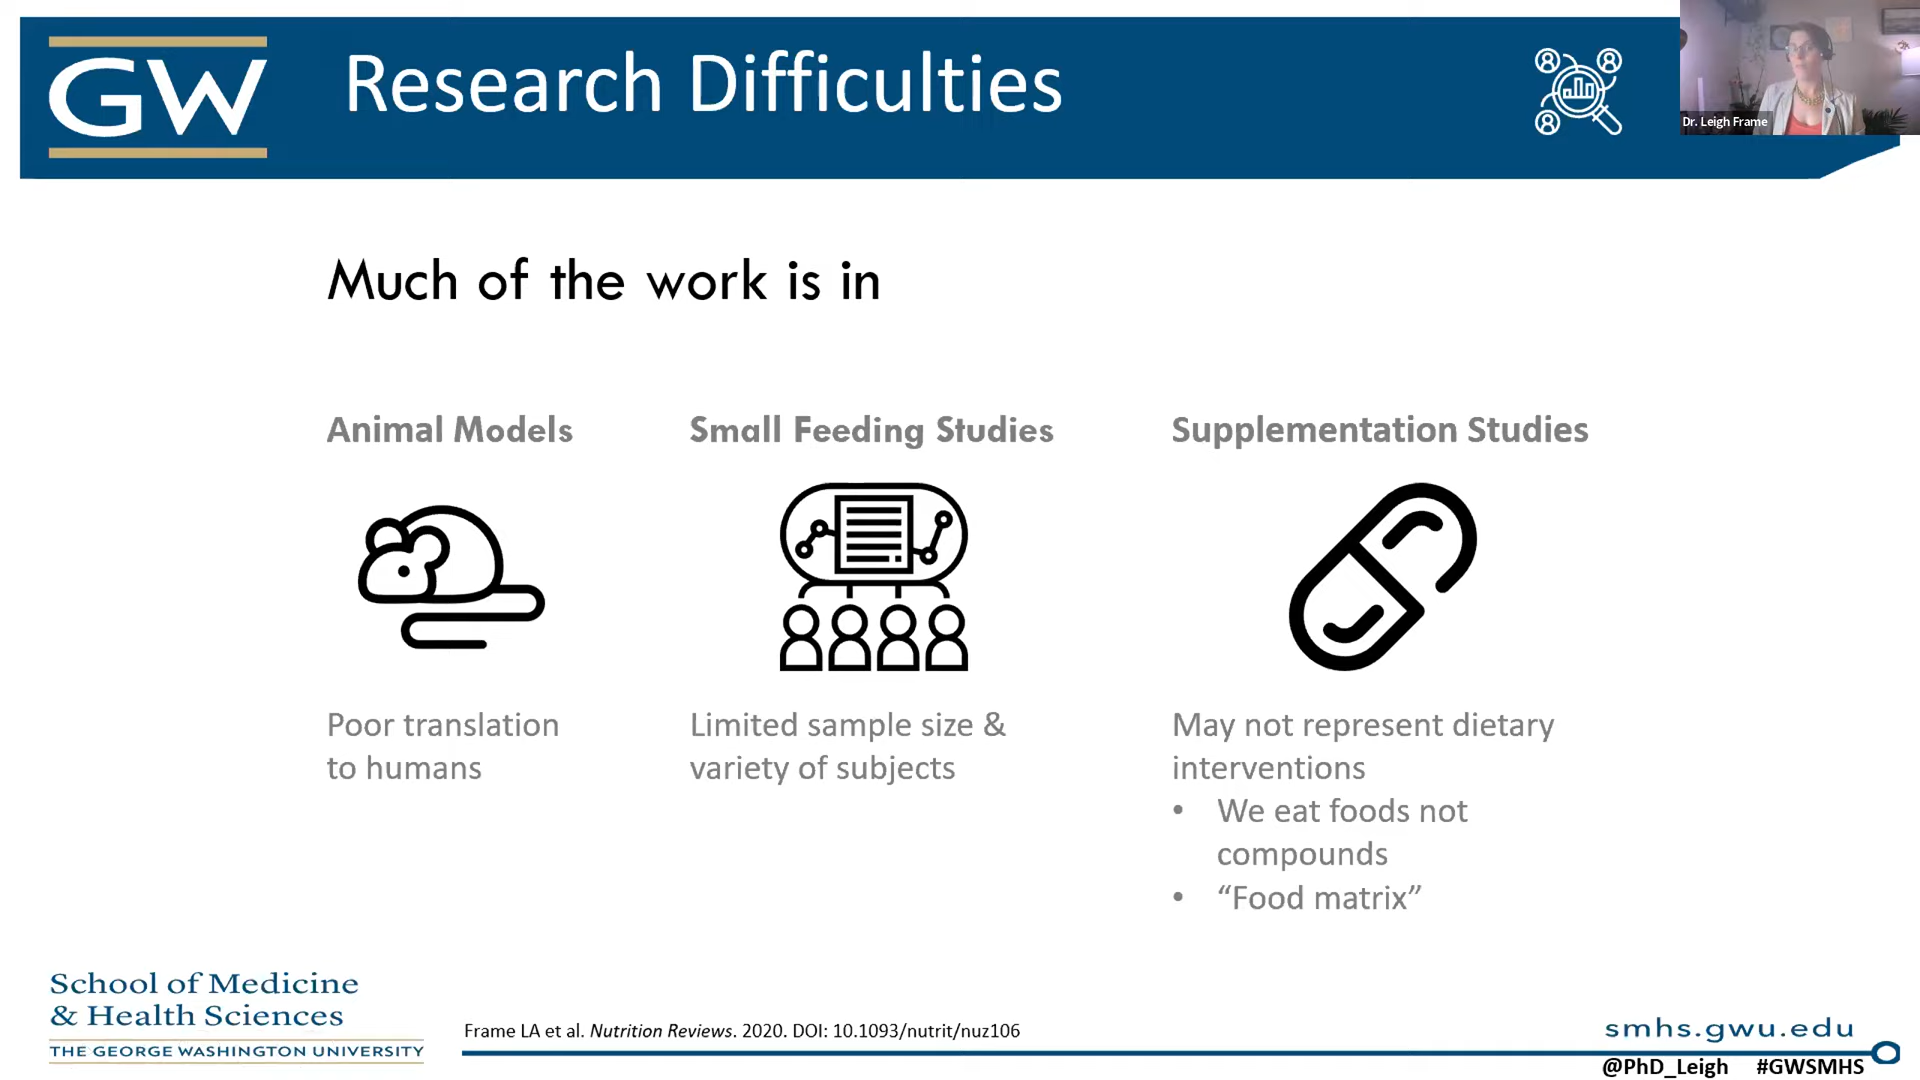 GW
Research Difficulties
Dr. Leigh Frame
Much of the work is in
Animal Models
Small Feeding Studies
Supplementation Studies
Poor translation
to humans
Limited sample size &
variety of subjects
May not represent dietary
interventions
• We eat foods not
compounds
• “Food matrix”
School of Medicine
& Health Sciences
THE GEORGE WASHINGTON UNIVERSITY
Frame LA et al. Nutrition Reviews. 2020. DOI: 10.1093/nutrit/nuz106
smhs.gwu.edu
@PhD_Leigh #GWSMHS